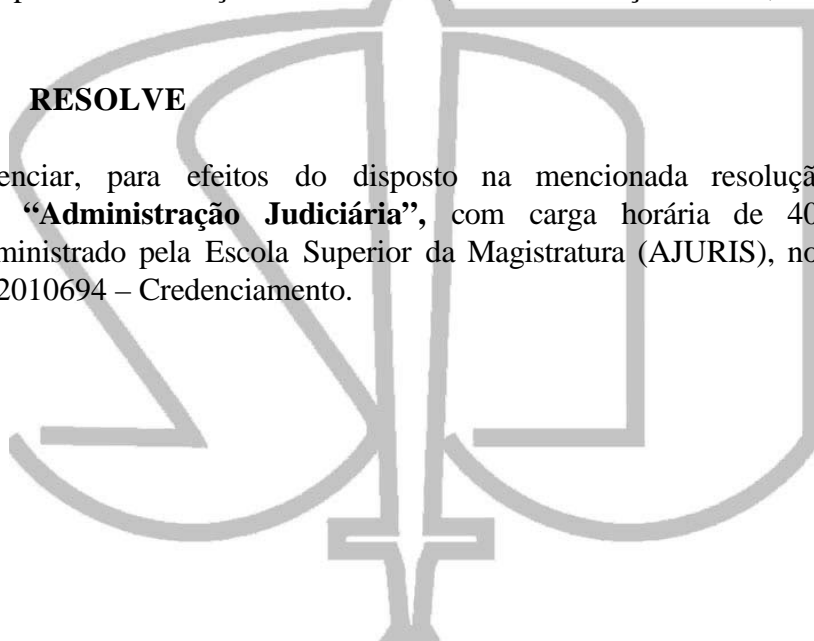 RESOLVE
enciar, para efeitos do disposto na mencionada resoluçã
“Administração Judiciária”, com carga horária de 40
ministrado pela Escola Superior da Magistratura (AJURIS), no
2010694 – Credenciamento.